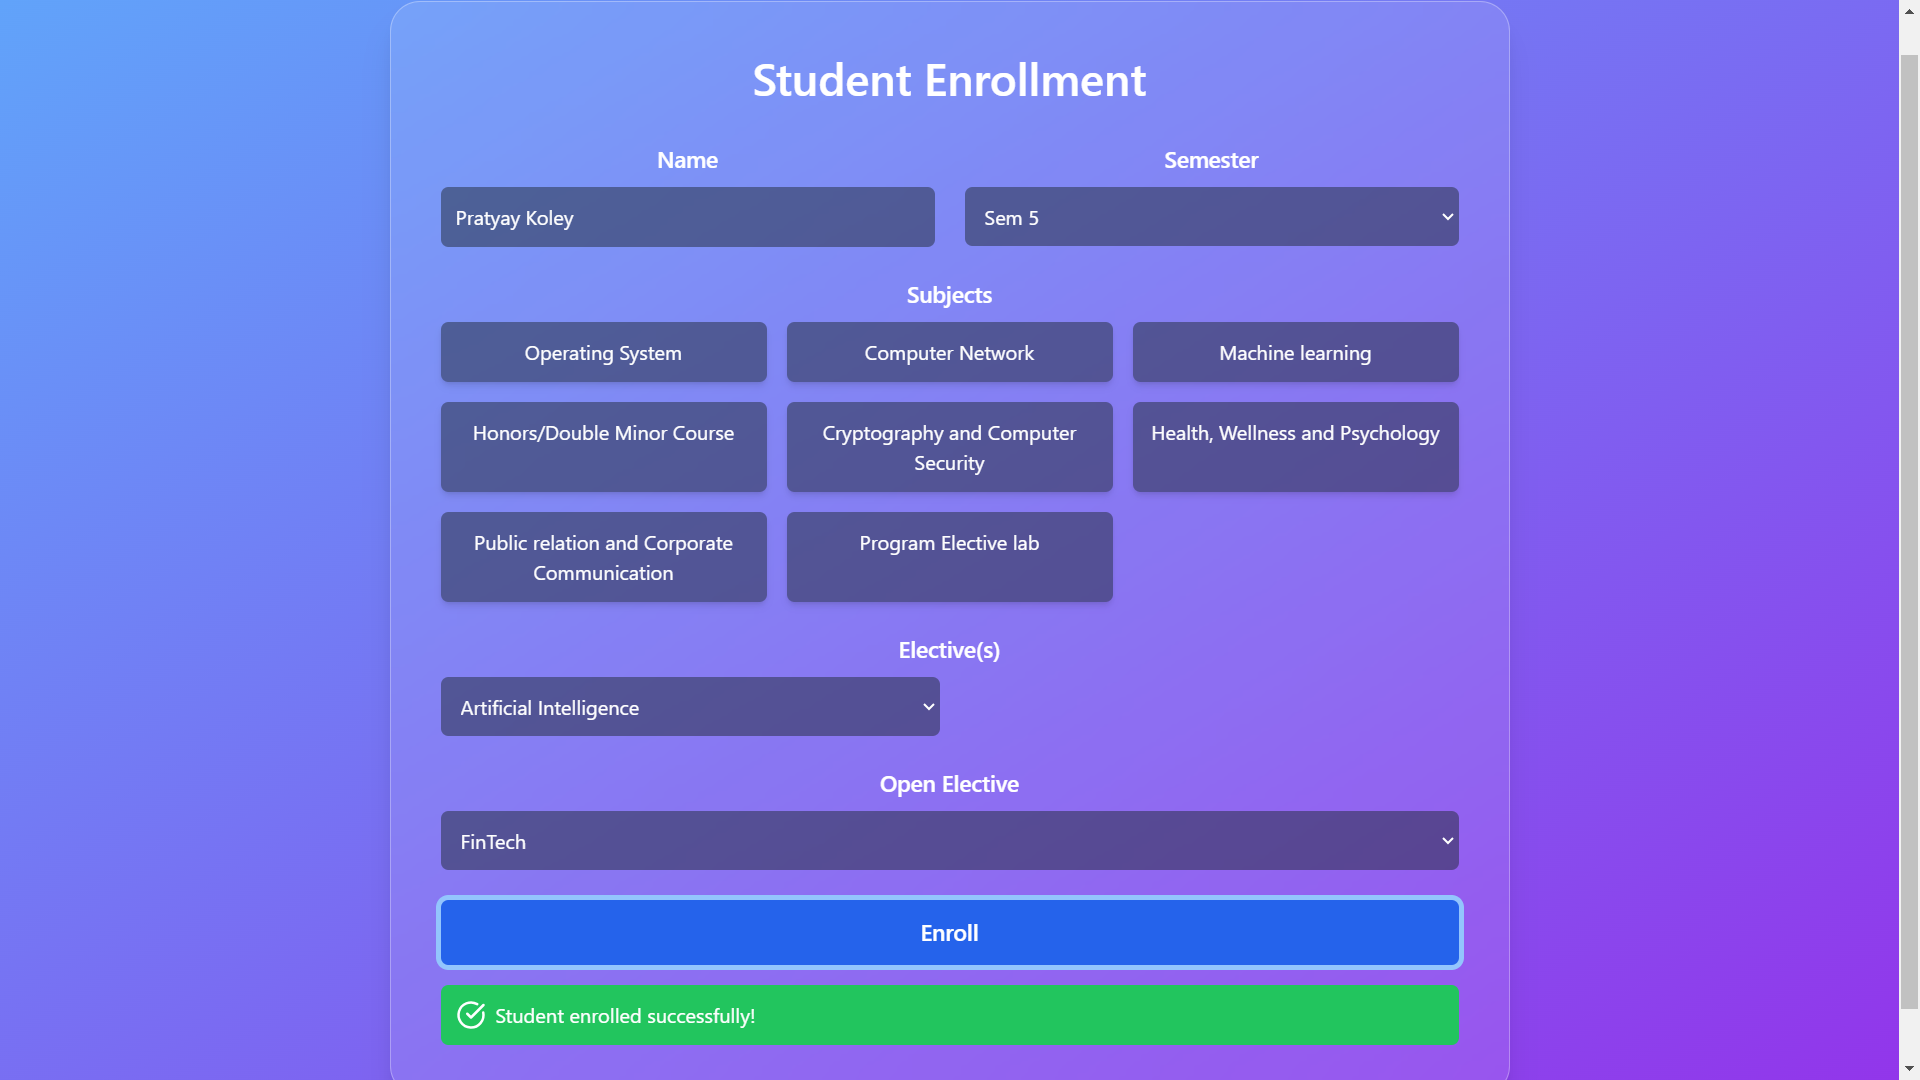 Student Enrollment
Name
Semester
Pratyay Koley
Sem 5
Subjects
Operating System
Computer Network
Machine learning
Honors/Double Minor Course
Cryptography and Computer
Security
Health, Wellness and Psychology
Public relation and Corporate
Communication
Program Elective lab
Elective(s)
Artificial Intelligence
Open Elective
FinTech
Enroll
Student enrolled successfully!